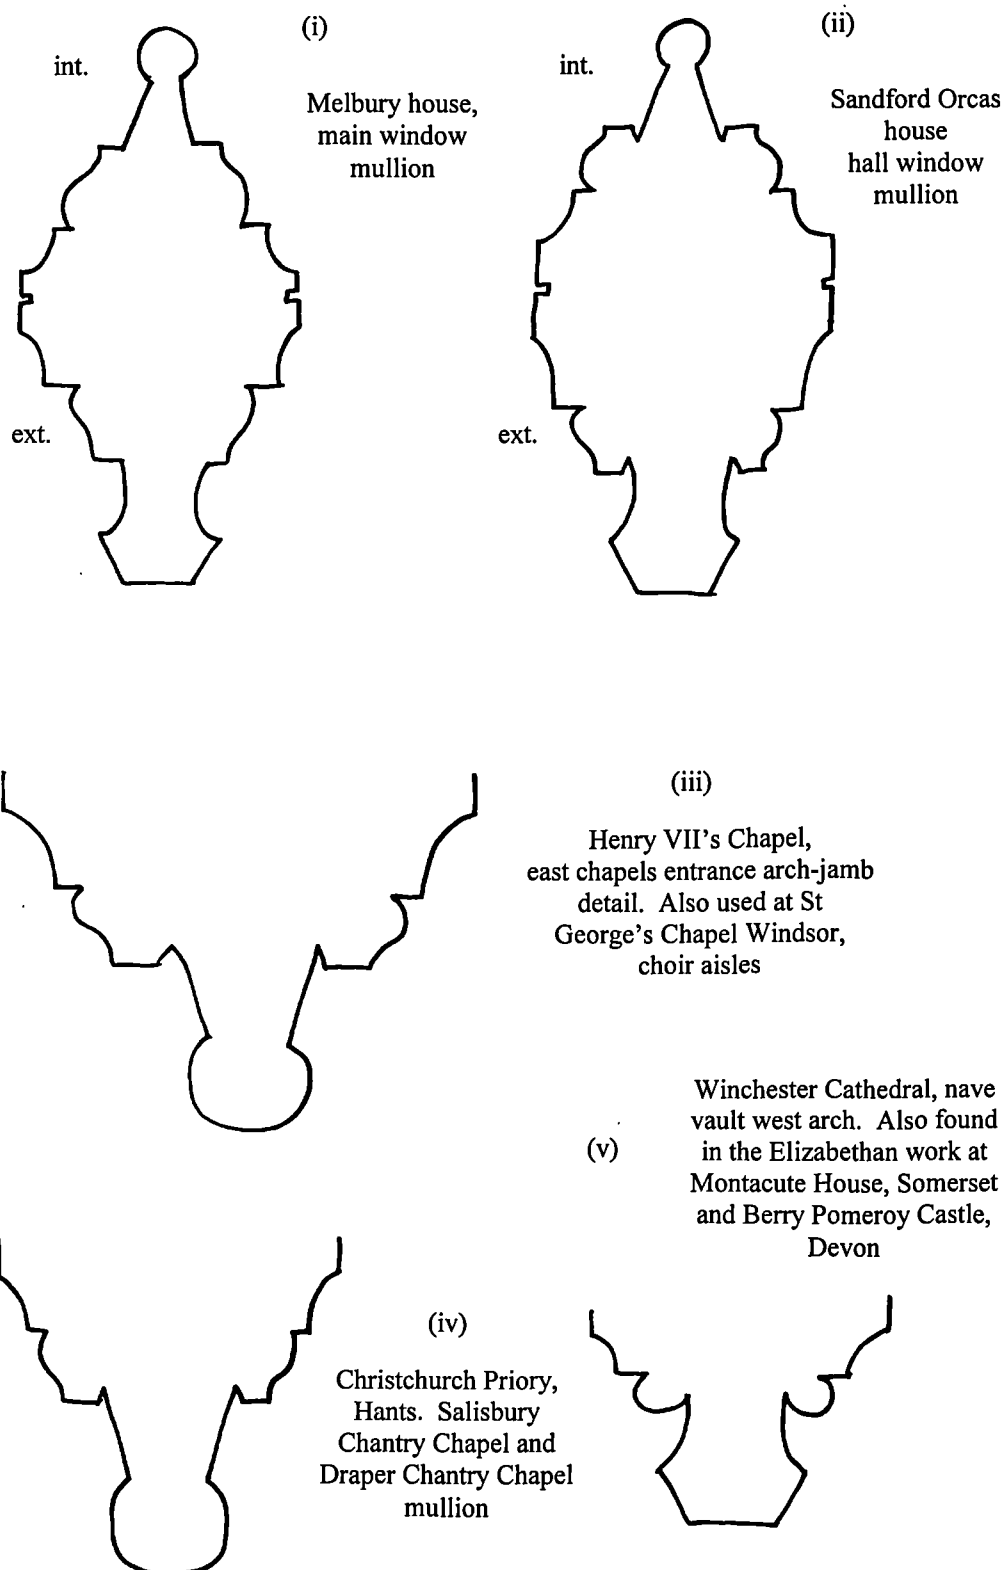 (i)
int.
Melbury house,
main window
mullion
ext.
(ii)
int.
Sandford Orcas
house
hall window
mullion
ext.
(iii)
Henry VII's Chapel,
east chapels entrance arch-jamb
detail. Also used at St
George's Chapel Windsor,
choir aisles
(v)
Winchester Cathedral, nave
vault west arch. Also found
in the Elizabethan work at
Montacute House, Somerset
and Berry Pomeroy Castle,
Devon
(iv)
Christchurch Priory,
Hants. Salisbury
Chantry Chapel and
Draper Chantry Chapel
mullion